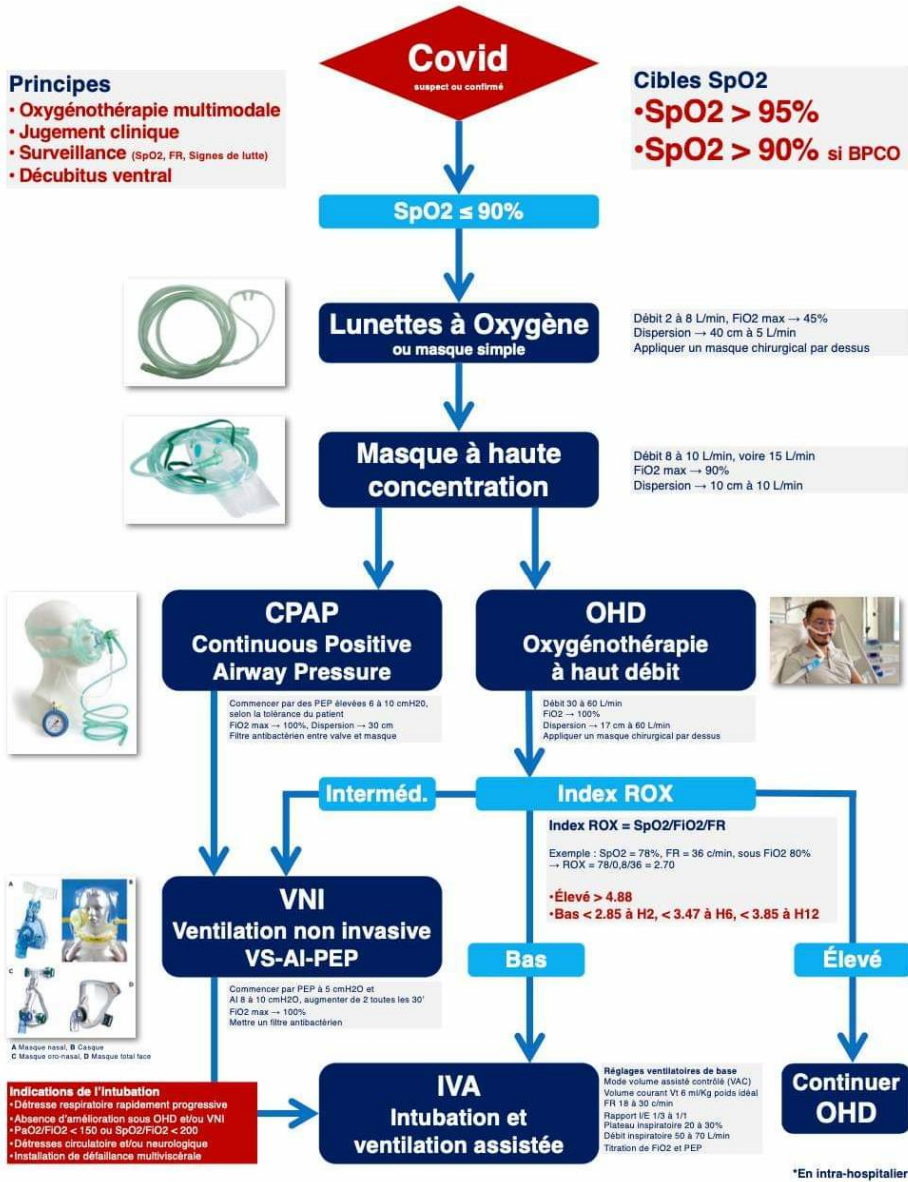 Covid
suspect ou confirmé
Principes
• Oxygénothérapie multimodale
• Jugement clinique
• Surveillance (SpO2, FR, Signes de lutte)
• Décubitus ventral
Cibles SpO2
•SpO2 > 95%
•SpO2 > 90% si BPCO
SpO2 ≤ 90%
Lunettes à Oxygène
ou masque simple
Débit 2 à 8 L/min, FiO2 max → 45%
Dispersion → 40 cm à 5 L/min
Appliquer un masque chirurgical par dessus
Masque à haute
concentration
Débit 8 à 10 L/min, voire 15 L/min
FiO2 max → 90%
Dispersion → 10 cm à 10 L/min
CPAP
Continuous Positive
Airway Pressure
Commencer par des PEP élevées 6 à 10 cmH20,
selon la tolérance du patient
FiO2 max → 100%, Dispersion → 30 cm
Filtre antibactérien entre valve et masque
OHD
Oxygénothérapie
à haut débit
Débit 30 à 60 L/min
FiO2 → 100%
Dispersion → 17 cm à 60 L/min
Appliquer un masque chirurgical par dessus
Interméd.
Index ROX
Index ROX = SpO2/FiO2/FR
Exemple : SpO2 = 78%, FR = 36 c/min, sous FiO2 80%
→ ROX = 78/0,8/36 = 2.70
•Élevé > 4.88
•Bas < 2.85 à H2, < 3.47 à H6, < 3.85 à H12
VNI
Ventilation non invasive
VS-AI-PEP
Commencer par PEP à 5 cmH2O et
AI 8 à 10 cmH2O, augmenter de 2 toutes les 30'
FiO2 max → 100%
Mettre un filtre antibactérien
Bas
Élevé
A
B
C
D
A Masque nasal, B Casque
C Masque oro-nasal, D Masque total face
Indications de l'intubation
•Détresse respiratoire rapidement progressive
•Absence d'amélioration sous OHD et/ou VNI
•PaO2/FiO2 < 150 ou SpO2/FiO2 < 200
•Détresses circulatoire et/ou neurologique
•Installation de défaillance multiviscérale
IVA
Intubation et
ventilation assistée
Réglages ventilatoires de base
Mode volume assisté contrôlé (VAC)
Volume courant Vt 6 ml/Kg poids idéal
FR 18 à 30 c/min
Rapport I/E 1/3 à 1/1
Plateau inspiratoire 20 à 30%
Débit inspiratoire 50 à 70 L/min
Titration de FiO2 et PEP
Continuer
OHD
*En intra-hospitalier